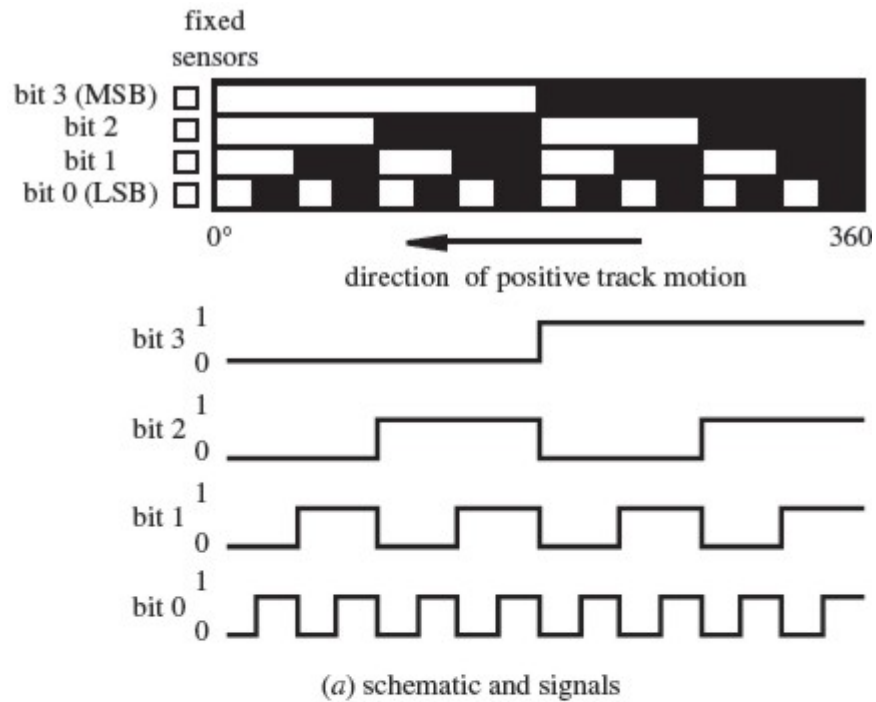 fixed
sensors
bit 3 (MSB)
bit 2
bit 1
bit 0 (LSB)
0° 360
direction of positive track motion
1
bit 3
0
1
bit 2
0
1
bit 1
0
1
bit 0
0
(a) schematic and signals